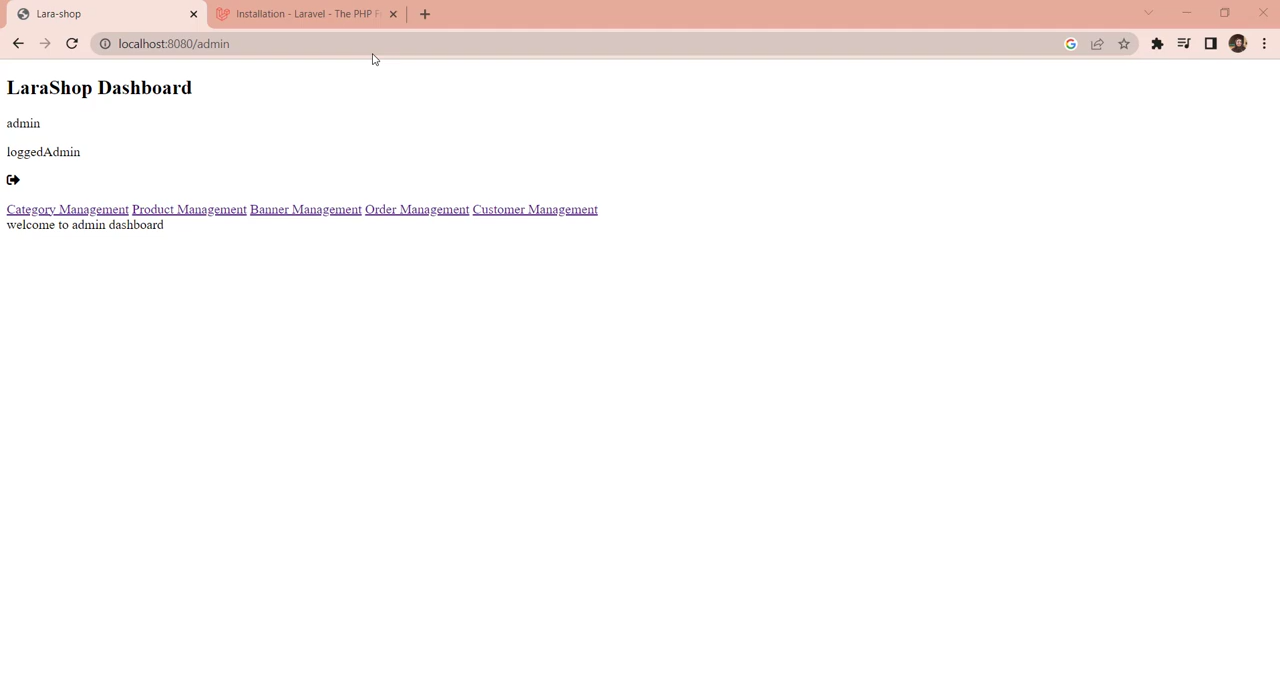 Lara-shop
Installation - Laravel - The PHP F
localhost:8080/admin
LaraShop Dashboard
admin
loggedAdmin
Category Management Product Management Banner Management Order Management Customer Management
welcome to admin dashboard